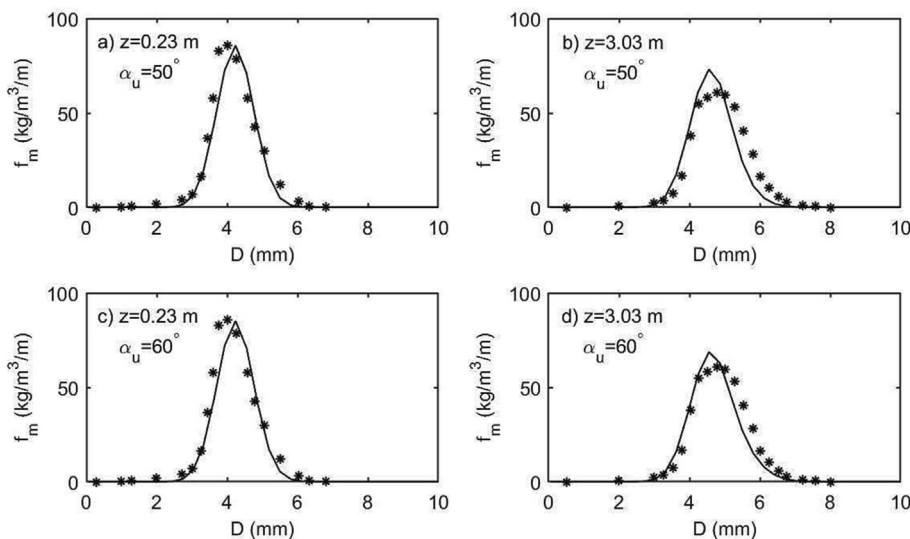 a) z=0.23 m
α_u=50°
f_m (kg/m³/m)
100
50
0
0 2 4 6 8 10
D (mm)
b) z=3.03 m
α_u=50°
f_m (kg/m³/m)
100
50
0
0 2 4 6 8 10
D (mm)
c) z=0.23 m
α_u=60°
f_m (kg/m³/m)
100
50
0
0 2 4 6 8 10
D (mm)
d) z=3.03 m
α_u=60°
f_m (kg/m³/m)
100
50
0
0 2 4 6 8 10
D (mm)